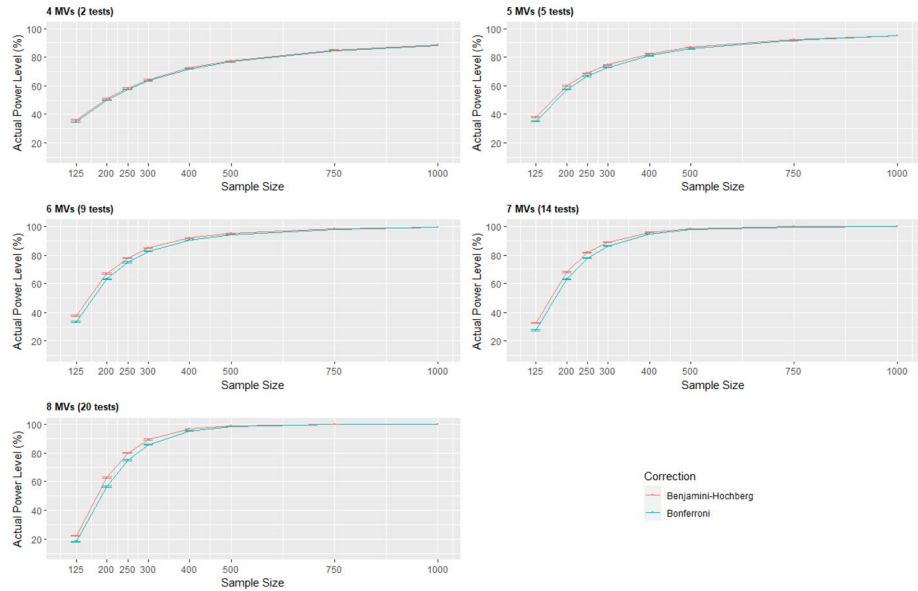 4 MVs (2 tests)
Actual Power Level (%)
100
80
60
40
20
125 200 250 300 400 500 750 1000
Sample Size
5 MVs (5 tests)
Actual Power Level (%)
100
80
60
40
20
125 200 250 300 400 500 750 1000
Sample Size
6 MVs (9 tests)
Actual Power Level (%)
100
80
60
40
20
125 200 250 300 400 500 750 1000
Sample Size
7 MVs (14 tests)
Actual Power Level (%)
100
80
60
40
20
125 200 250 300 400 500 750 1000
Sample Size
8 MVs (20 tests)
Actual Power Level (%)
100
80
60
40
20
125 200 250 300 400 500 750 1000
Sample Size
Correction
Benjamini-Hochberg
Bonferroni